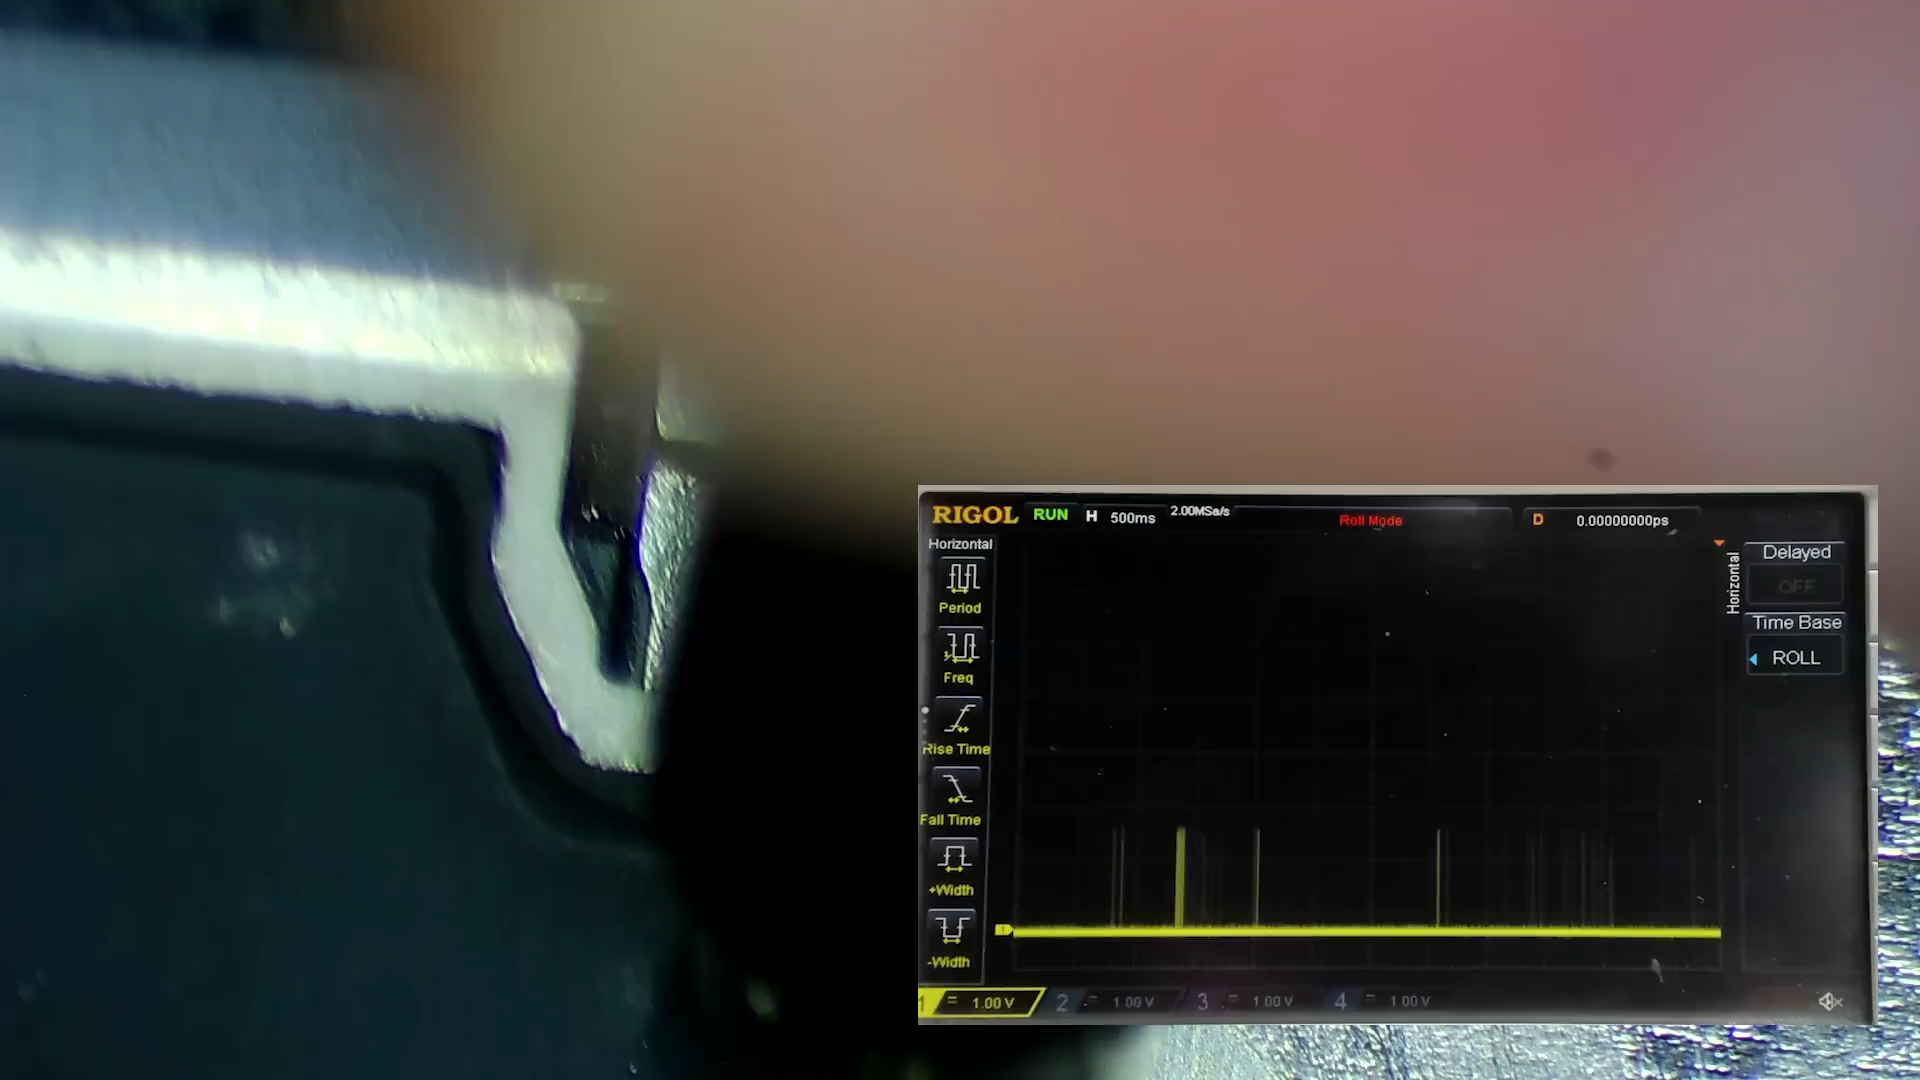 RIGOL RUN H 500ms 2.00MSa/s Roll Mode D 0.00000000ps
Horizontal
Period
Freq
Rise Time
Fall Time
+Width
-Width
Horizontal
Delayed
OFF
Time Base
ROLL
1
1 = 1.00 V 2 = 1.00 V 3 = 1.00 V 4 = 1.00 V